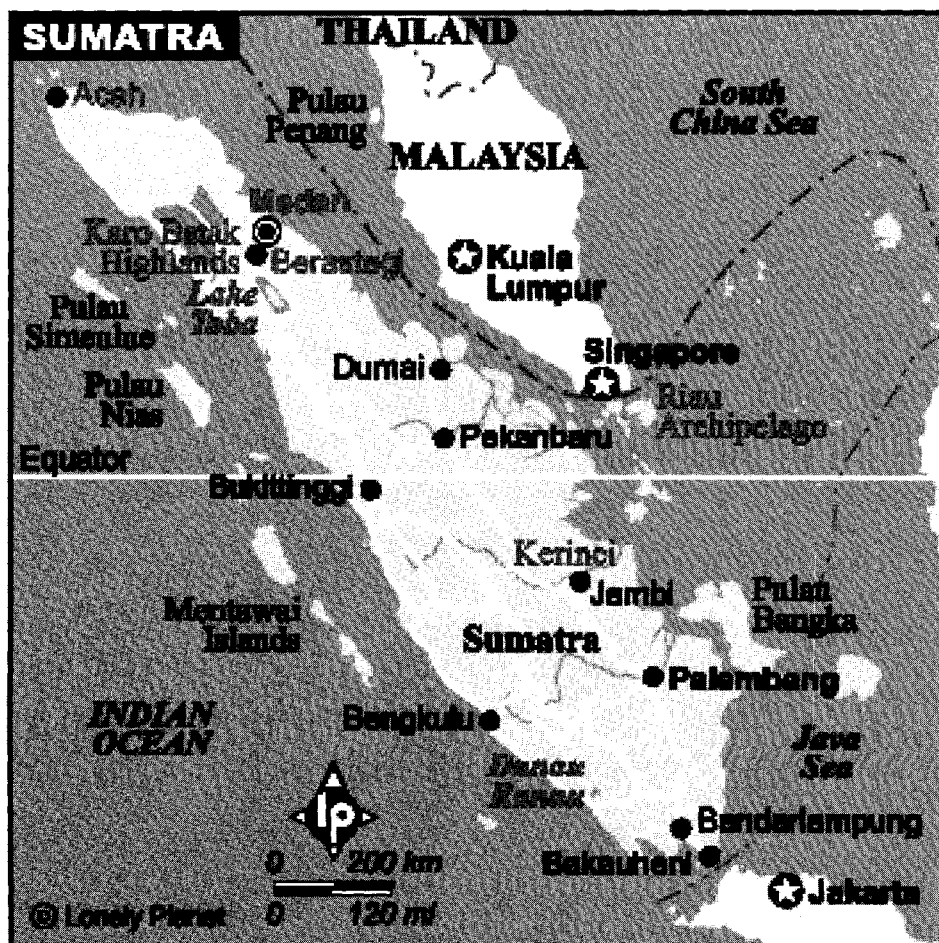 SUMATRA
THAILAND
Aceh
Pulau
Penang
South
China Sea
MALAYSIA
Medan
Karo Batak
Highlands
Berastagi
Kuala
Lumpur
Lake
Toba
Pulau
Simeulue
Singapore
Dumai
Pulau
Nias
Riau
Archipelago
Pekanbaru
Equator
Bukittinggi
Kerinci
Jambi
Pulau
Bangka
Mentawai
Islands
Sumatra
Palembang
INDIAN
OCEAN
Bengkulu
Java
Sea
Danau
Ranau
lp
Bandarlampung
Bakauheni
0 200 km
0 120 mi
Jakarta
© Lonely Planet